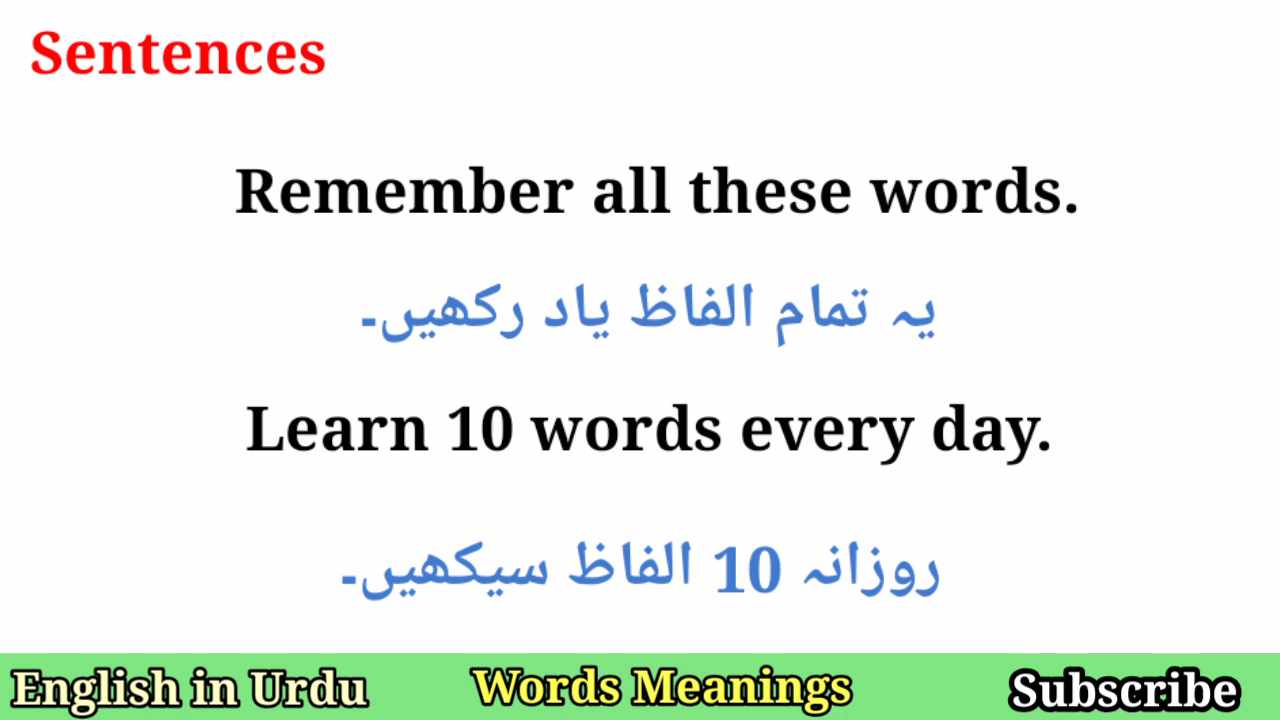 Sentences
Remember all these words.
یہ تمام الفاظ یاد رکھیں۔
Learn 10 words every day.
روزانہ 10 الفاظ سیکھیں۔
English in Urdu Words Meanings Subscribe